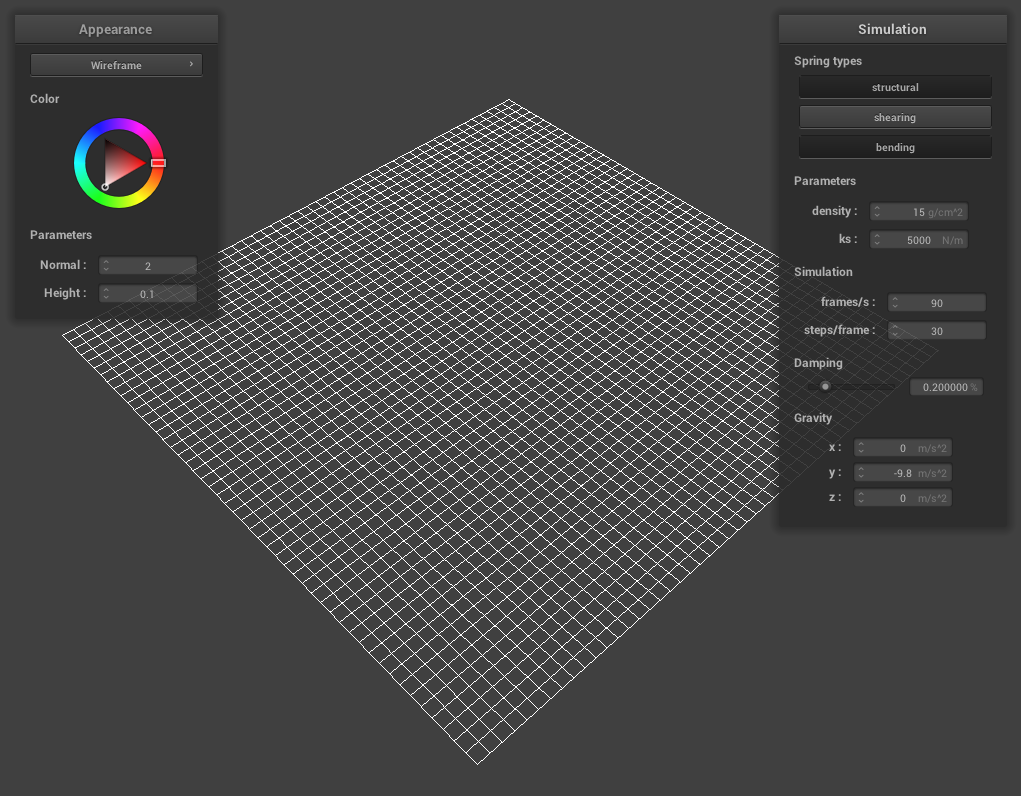 Appearance
Wireframe
Color
Parameters
Normal : 2
Height : 0.1
Simulation
Spring types
structural
shearing
bending
Parameters
density : 15 g/cm^2
ks : 5000 N/m
Simulation
frames/s : 90
steps/frame : 30
Damping
0.200000 %
Gravity
x : 0 m/s^2
y : -9.8 m/s^2
z : 0 m/s^2